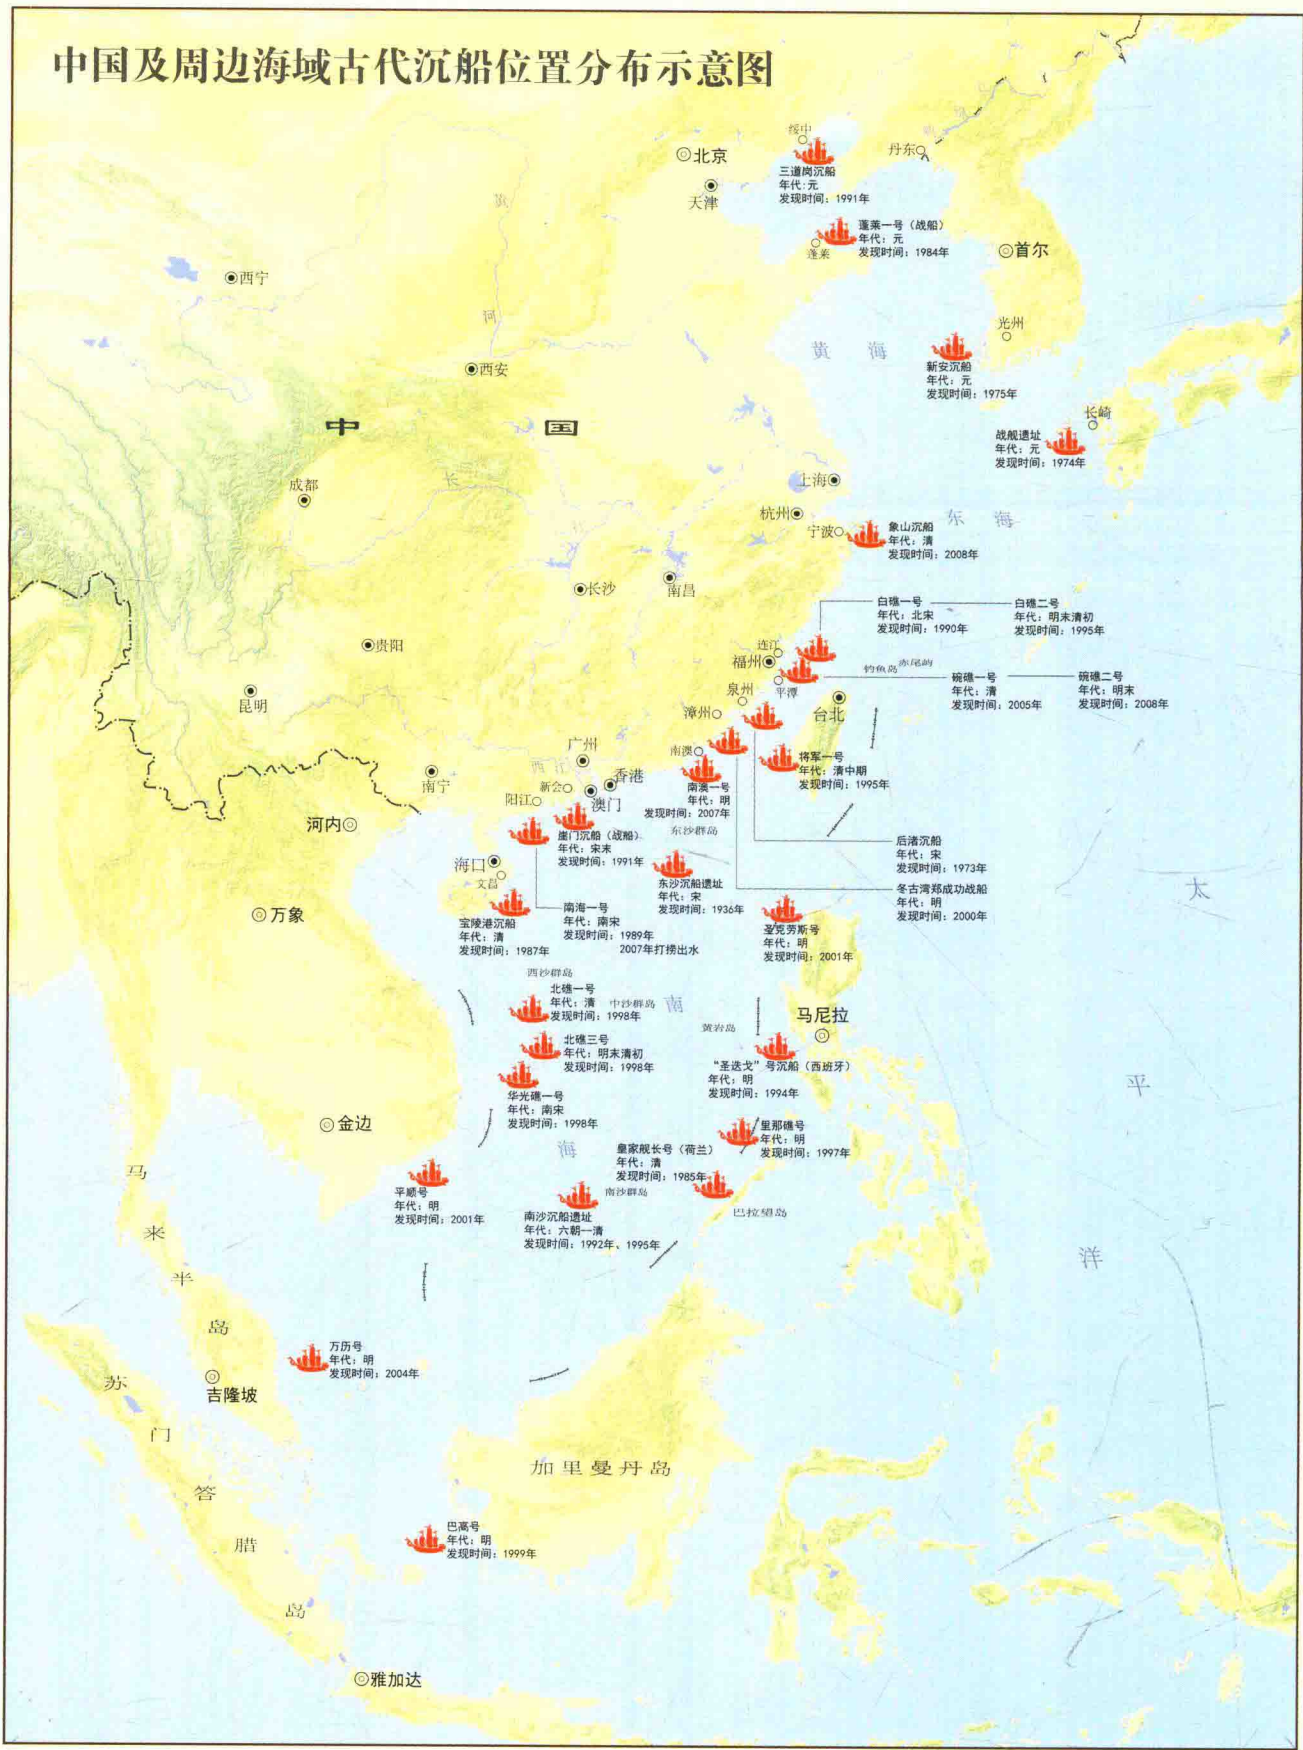 中国及周边海域古代沉船位置分布示意图
绥中
北京
丹东
三道岗沉船
年代:元
发现时间:1991年
天津
蓬莱一号(战船)
年代:元
发现时间:1984年
蓬莱
首尔
西宁
河
光州
黄海
新安沉船
年代:元
发现时间:1975年
西安
长崎
中国
战舰遗址
年代:元
发现时间:1974年
成都
长
上海
杭州
宁波
东海
象山沉船
年代:清
发现时间:2008年
长沙
南昌
白礁一号
年代:北宋
发现时间:1990年
白礁二号
年代:明末清初
发现时间:1995年
贵阳
连江
福州
钓鱼岛
赤尾屿
碗礁一号
年代:清
发现时间:2005年
碗礁二号
年代:明末
发现时间:2008年
平潭
泉州
昆明
漳州
台北
广州
南澳
西江
将军一号
年代:清中期
发现时间:1995年
南宁
香港
新会
澳门
阳江
南澳一号
年代:明
发现时间:2007年
河内
东沙群岛
崖门沉船(战船)
年代:宋末
发现时间:1991年
后渚沉船
年代:宋
发现时间:1973年
海口
文昌
东沙沉船遗址
年代:宋
发现时间:1936年
冬古湾郑成功战船
年代:明
发现时间:2000年
太
万象
宝陵港沉船
年代:清
发现时间:1987年
南海一号
年代:南宋
发现时间:1989年
2007年打捞出水
圣克劳斯号
年代:明
发现时间:2001年
西沙群岛
北礁一号
年代:清
发现时间:1998年
中沙群岛
南
马尼拉
黄岩岛
北礁三号
年代:明末清初
发现时间:1998年
“圣迭戈”号沉船(西班牙)
年代:明
发现时间:1994年
平
华光礁一号
年代:南宋
发现时间:1998年
金边
里那礁号
年代:明
发现时间:1997年
海
皇家舰长号(荷兰)
年代:清
发现时间:1985年
马
平顺号
年代:明
发现时间:2001年
南沙群岛
南沙沉船遗址
年代:六朝—清
发现时间:1992年、1995年
巴拉望岛
来
洋
半
岛
万历号
年代:明
发现时间:2004年
苏
吉隆坡
门
加里曼丹岛
答
巴高号
年代:明
发现时间:1999年
腊
岛
雅加达